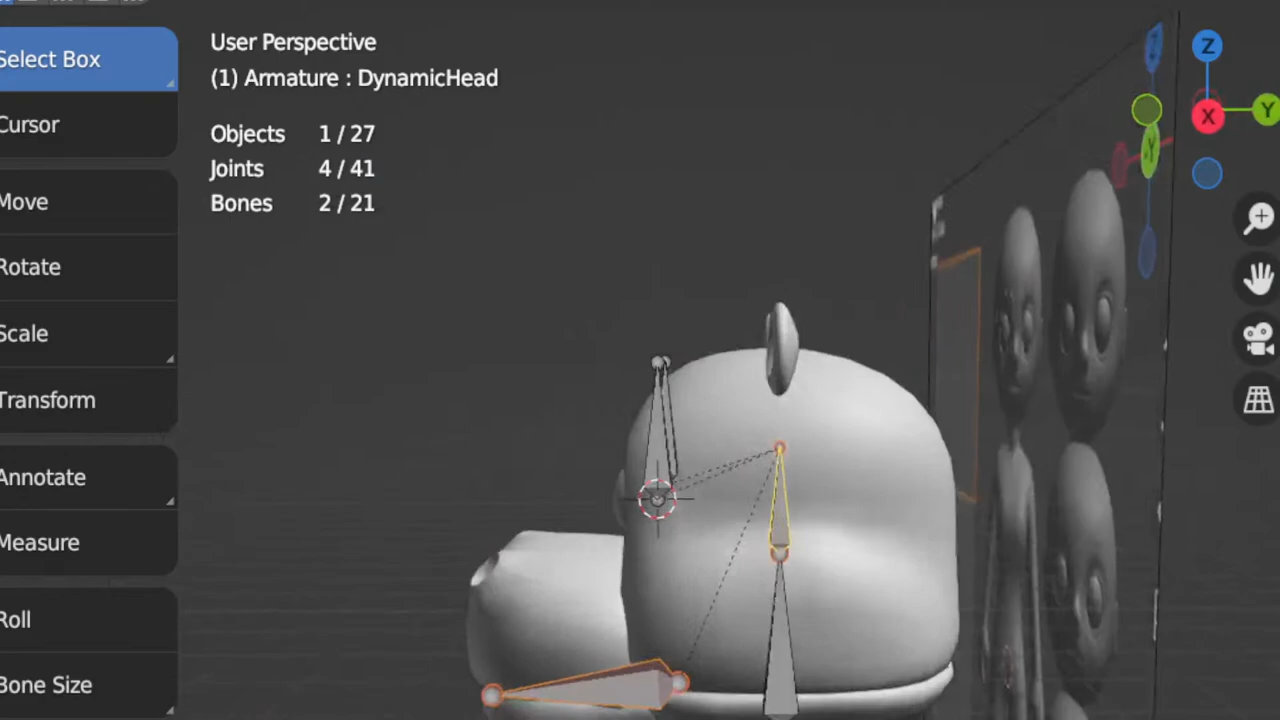 User Perspective
(1) Armature : DynamicHead
Objects 1 / 27
Joints 4 / 41
Bones 2 / 21
Select Box
Cursor
Move
Rotate
Scale
Transform
Annotate
Measure
Roll
Bone Size
Z
X
Y